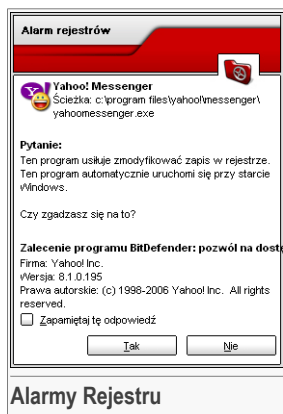 Alarm rejestrów
Yahoo! Messenger
Ścieżka: c:\program files\yahoo!\messenger\
yahoomessenger.exe
Pytanie:
Ten program usiłuje zmodyfikować zapis w rejestrze.
Ten program automatycznie uruchomi się przy starcie
Windows.
Czy zgadzasz się na to?
Zalecenie programu BitDefender: pozwól na dostę
Firma: Yahoo! Inc.
Wersja: 8.1.0.195
Prawa autorskie: (c) 1998-2006 Yahoo! Inc. All rights
reserved.
Zapamiętaj tę odpowiedź
Tak Nie
Alarmy Rejestru